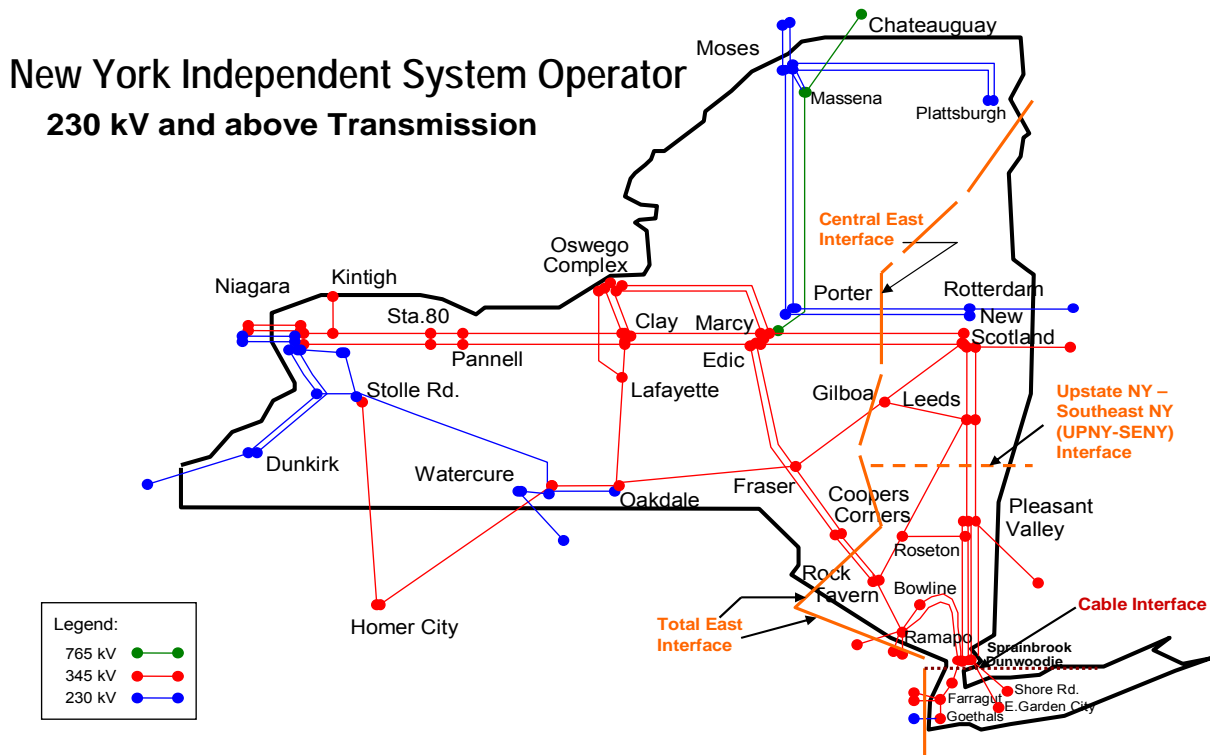 New York Independent System Operator
230 kV and above Transmission
Chateauguay
Moses
Massena
Plattsburgh
Central East
Interface
Oswego
Complex
Niagara
Kintigh
Sta.80
Pannell
Clay
Marcy
Edic
Porter
Rotterdam
New
Scotland
Stolle Rd.
Lafayette
Gilboa
Leeds
Upstate NY –
Southeast NY
(UPNY-SENY)
Interface
Dunkirk
Watercure
Oakdale
Fraser
Coopers
Corners
Pleasant
Valley
Roseton
Rock
Tavern
Bowline
Cable Interface
Homer City
Total East
Interface
Ramapo
Sprainbrook
Dunwoodie
Shore Rd.
Farragut
E.Garden City
Goethals
Legend:
765 kV
345 kV
230 kV